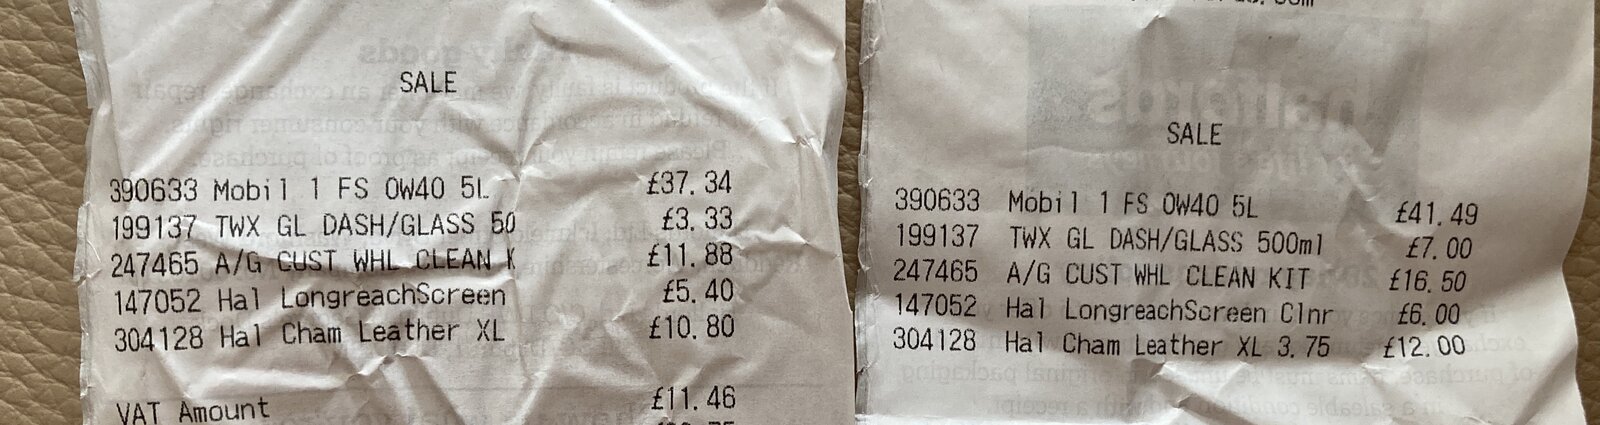 SALE
390633 Mobil 1 FS 0W40 5L £37.34
199137 TWX GL DASH/GLASS 50 £3.33
247465 A/G CUST WHL CLEAN K £11.88
147052 Hal LongreachScreen £5.40
304128 Hal Cham Leather XL £10.80
VAT Amount £11.46
halfords
SALE
390633 Mobil 1 FS 0W40 5L £41.49
199137 TWX GL DASH/GLASS 500ml £7.00
247465 A/G CUST WHL CLEAN KIT £16.50
147052 Hal LongreachScreen Clnr £6.00
304128 Hal Cham Leather XL 3.75 £12.00